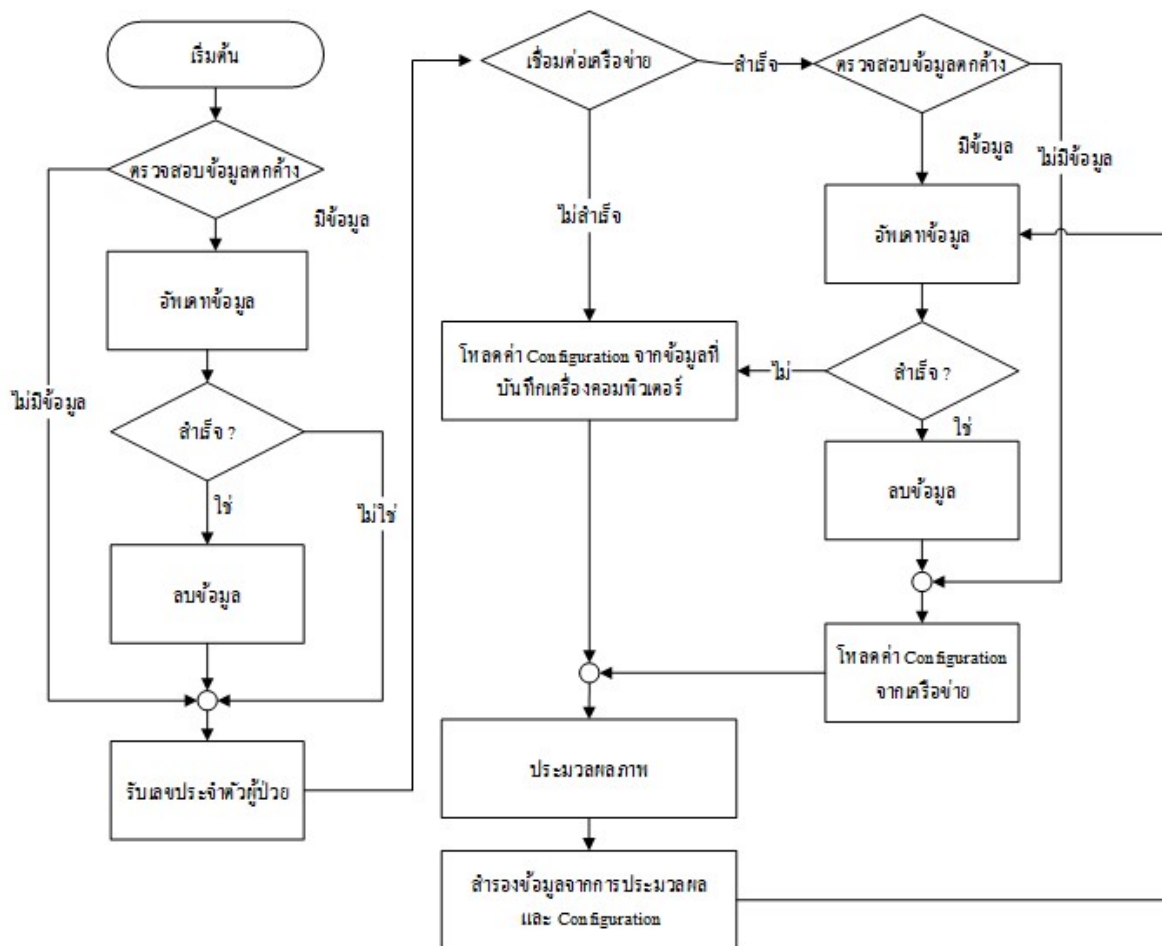 เริ่มต้น
ตรวจสอบข้อมูลตกค้าง
มีข้อมูล
อัพเดทข้อมูล
ไม่มีข้อมูล
สำเร็จ ?
ใช่
ไม่ใช่
ลบข้อมูล
รับเลขประจำตัวผู้ป่วย
เชื่อมต่อเครือข่าย
สำเร็จ
ไม่สำเร็จ
ตรวจสอบข้อมูลตกค้าง
มีข้อมูล
ไม่มีข้อมูล
อัพเดทข้อมูล
สำเร็จ ?
ไม่
ใช่
โหลดค่า Configuration จากข้อมูลที่
บันทึกเครื่องคอมพิวเตอร์
ลบข้อมูล
โหลดค่า Configuration
จากเครือข่าย
ประมวลผลภาพ
สำรองข้อมูลจากการประมวลผล
และ Configuration